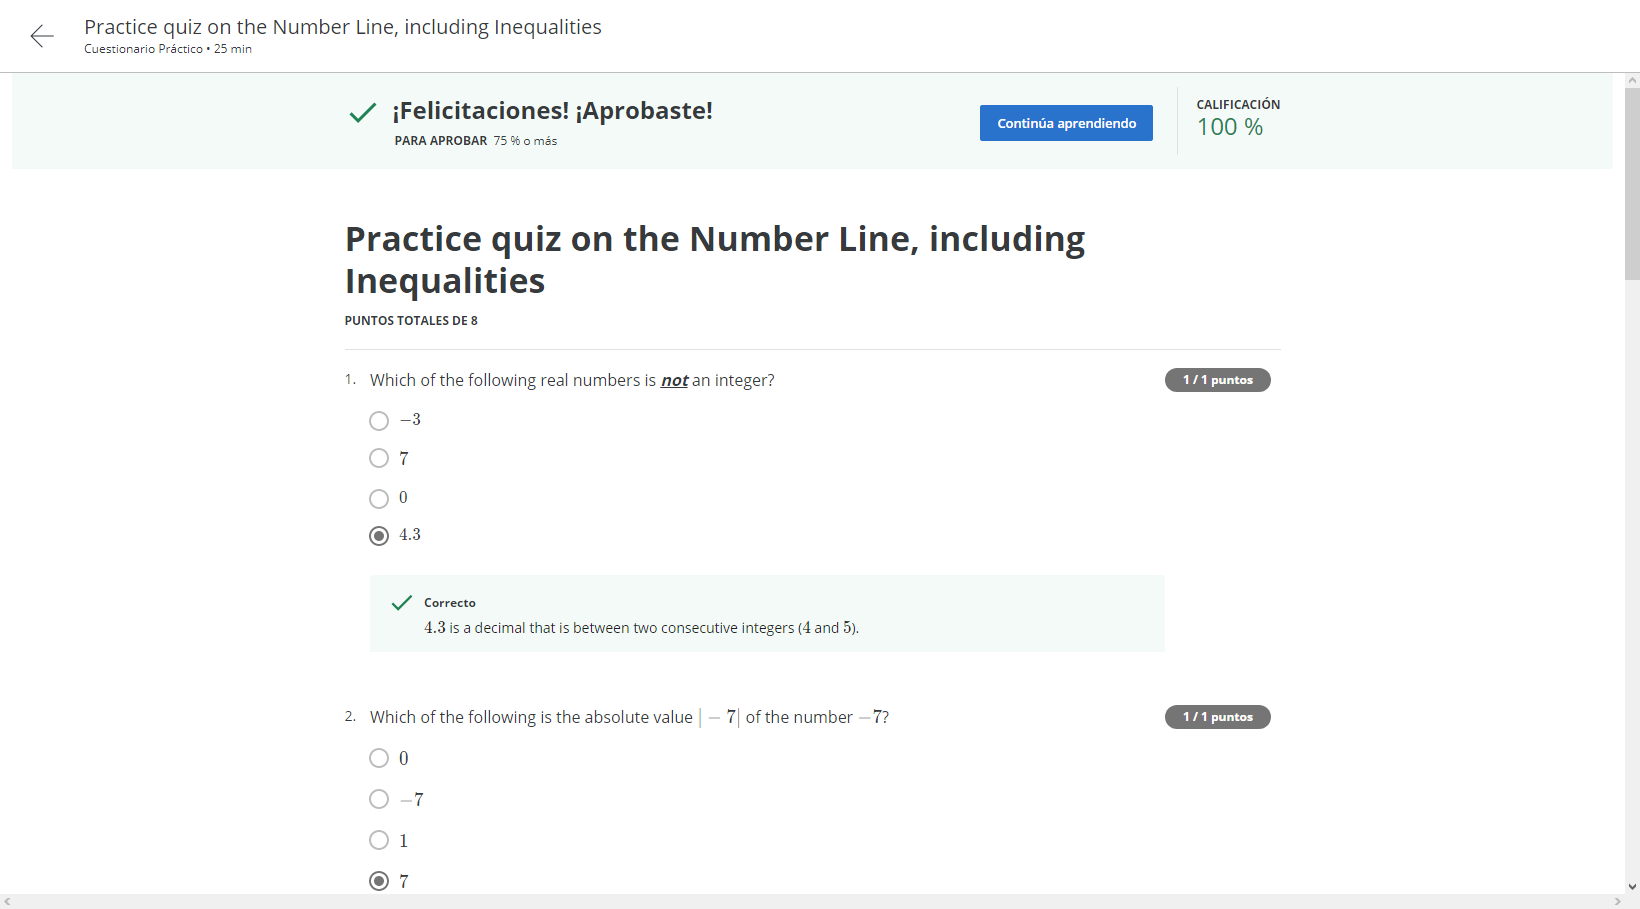 Practice quiz on the Number Line, including Inequalities
Cuestionario Práctico • 25 min
¡Felicitaciones! ¡Aprobaste!
PARA APROBAR 75 % o más
Continúa aprendiendo
CALIFICACIÓN
100 %
Practice quiz on the Number Line, including
Inequalities
PUNTOS TOTALES DE 8
1. Which of the following real numbers is not an integer?
1 / 1 puntos
−3
7
0
4.3
Correcto
4.3 is a decimal that is between two consecutive integers (4 and 5).
2. Which of the following is the absolute value | − 7| of the number −7?
1 / 1 puntos
0
−7
1
7